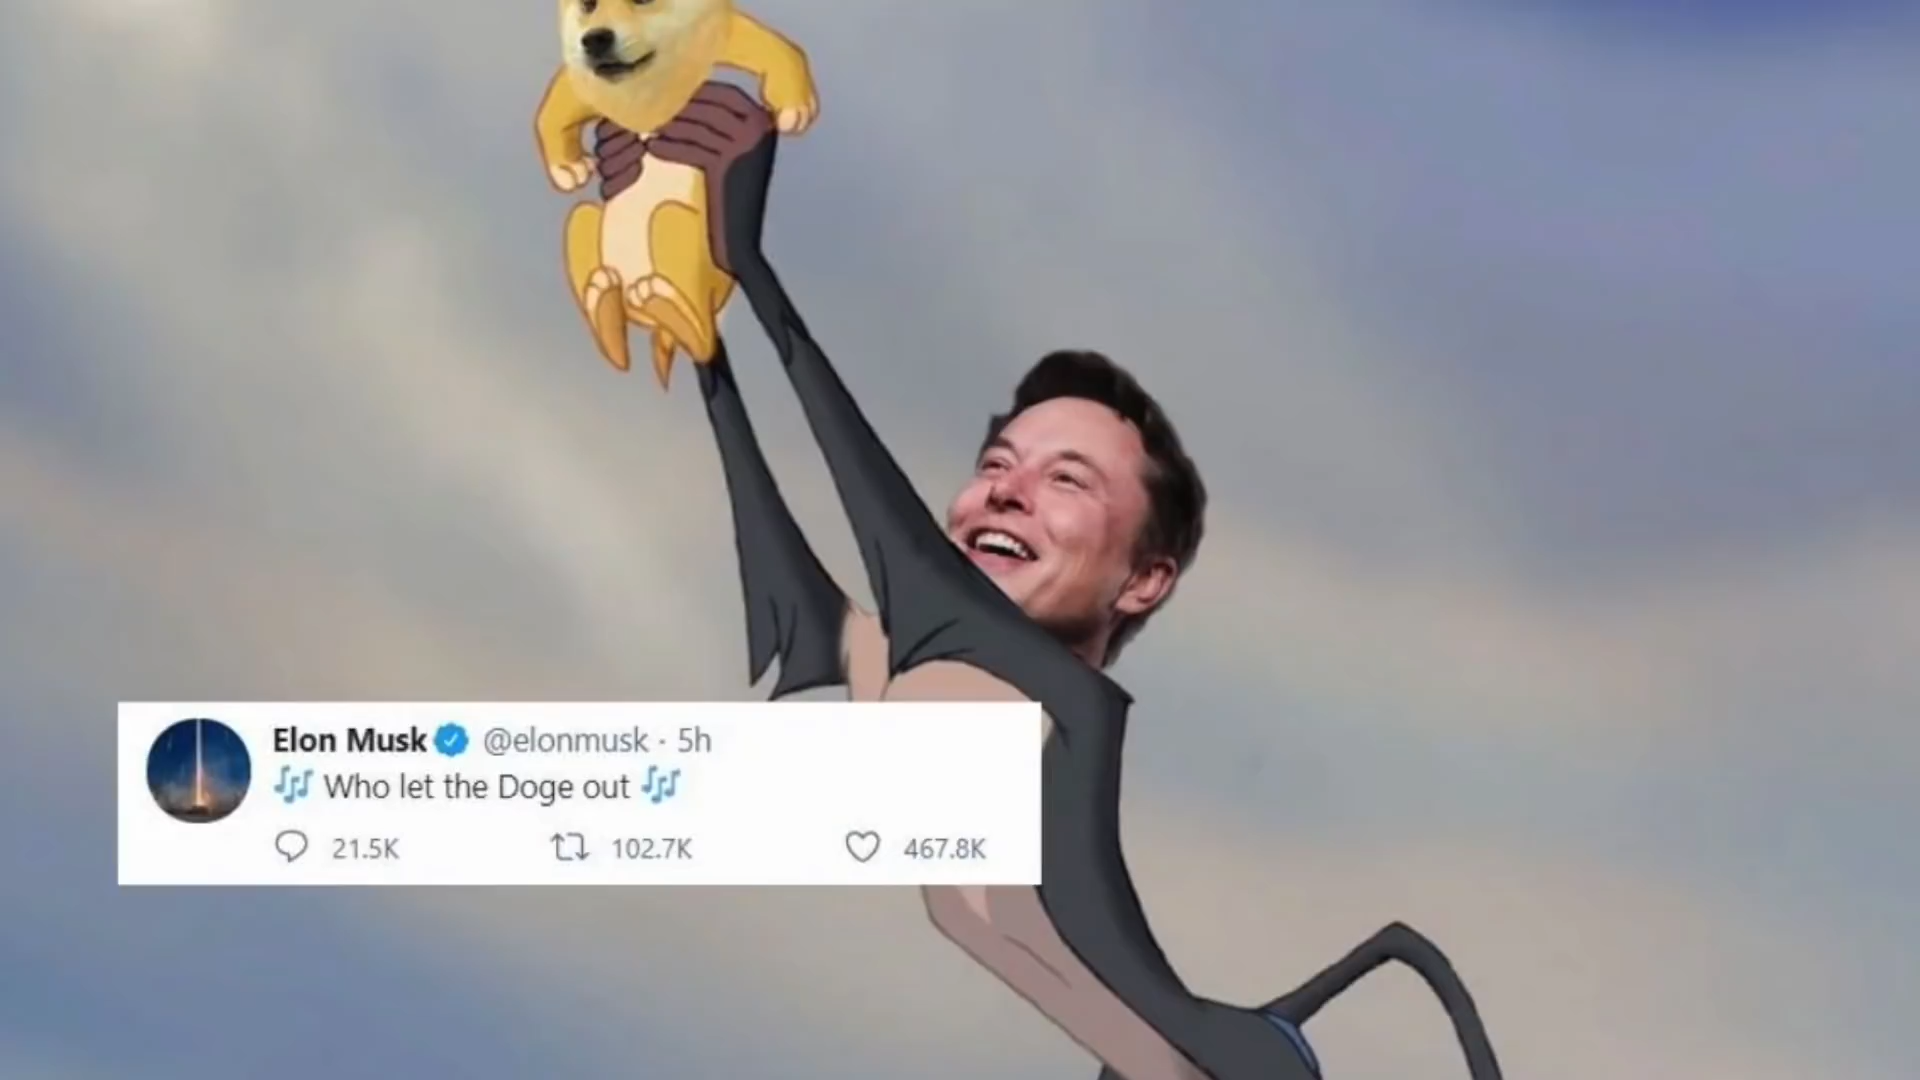 Elon Musk @elonmusk · 5h
🎶 Who let the Doge out 🎶
21.5K 102.7K 467.8K